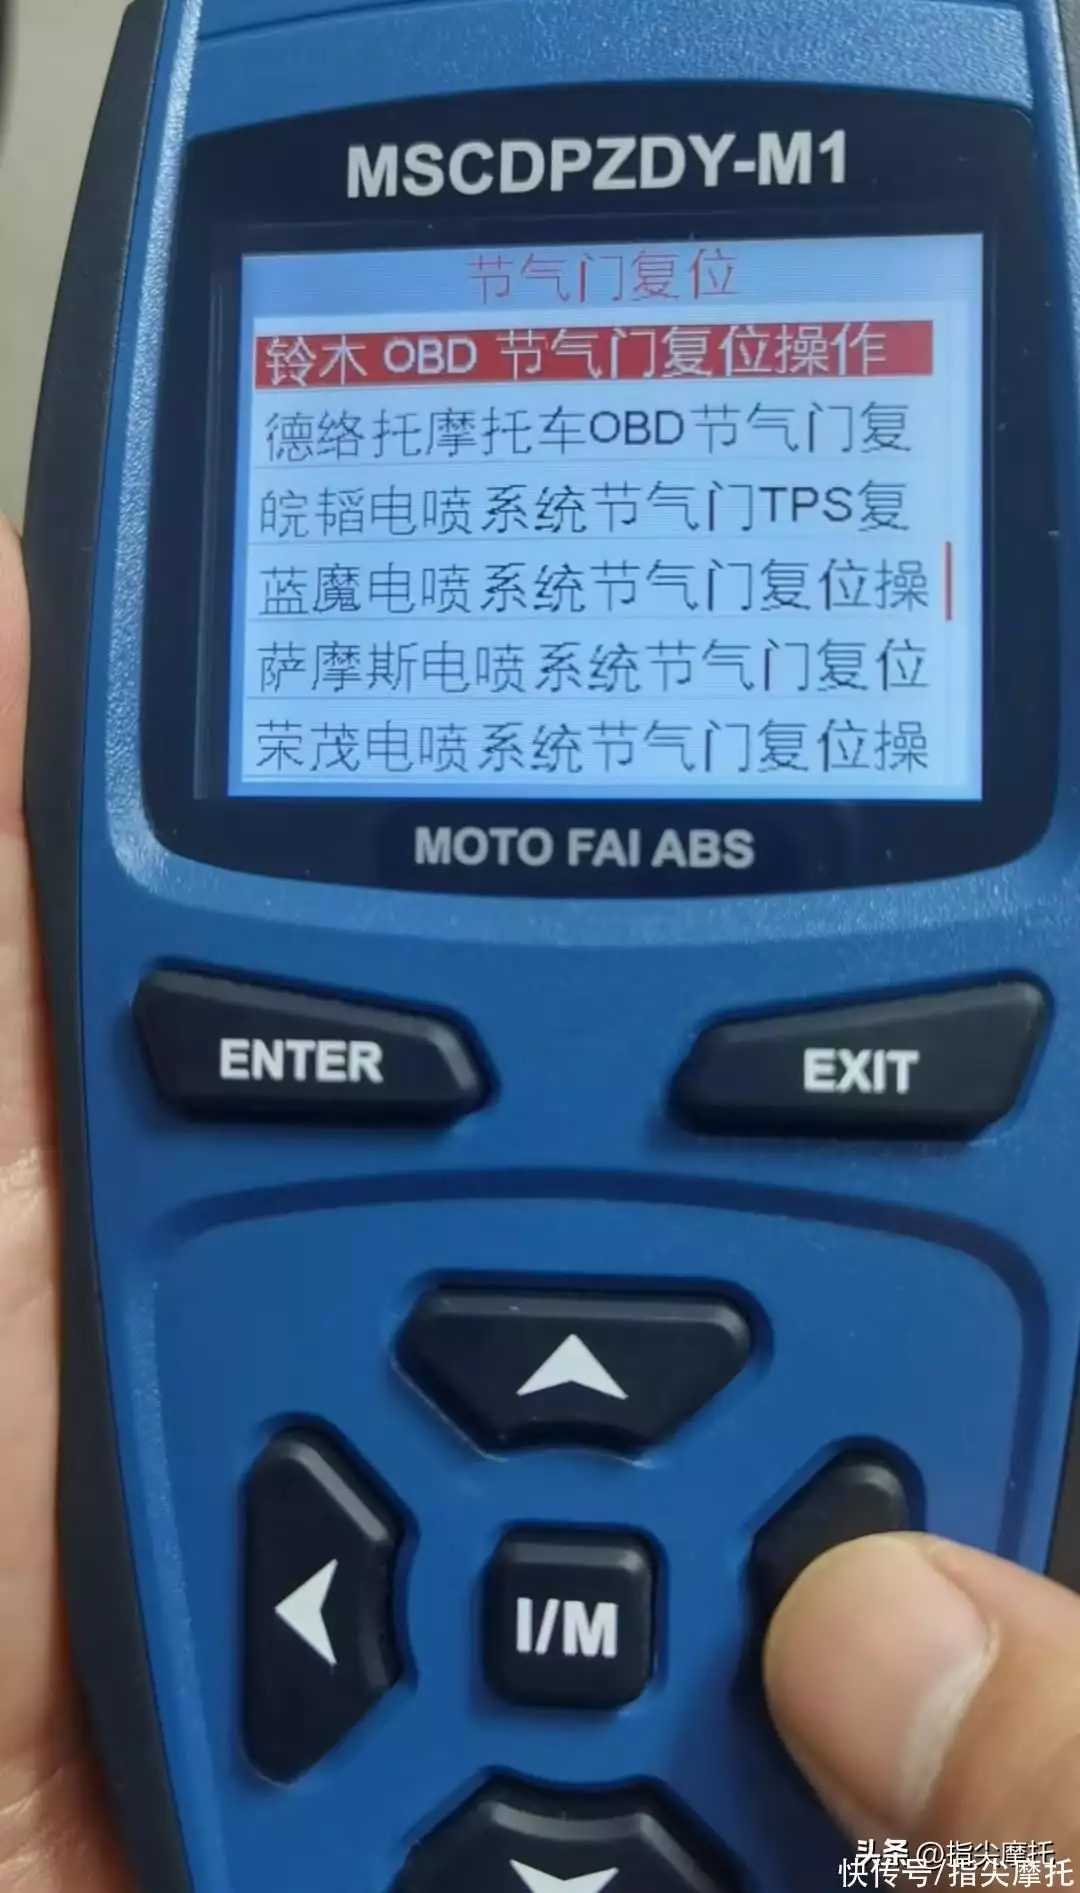 MSCDPZDY-M1
节气门复位
铃木 OBD 节气门复位操作
德络托摩托车OBD节气门复
皖韬电喷系统节气门TPS复
蓝魔电喷系统节气门复位操
萨摩斯电喷系统节气门复位
荣茂电喷系统节气门复位操
MOTO FAI ABS
ENTER
EXIT
I/M
头条 @指尖摩托
快传号/指尖摩托